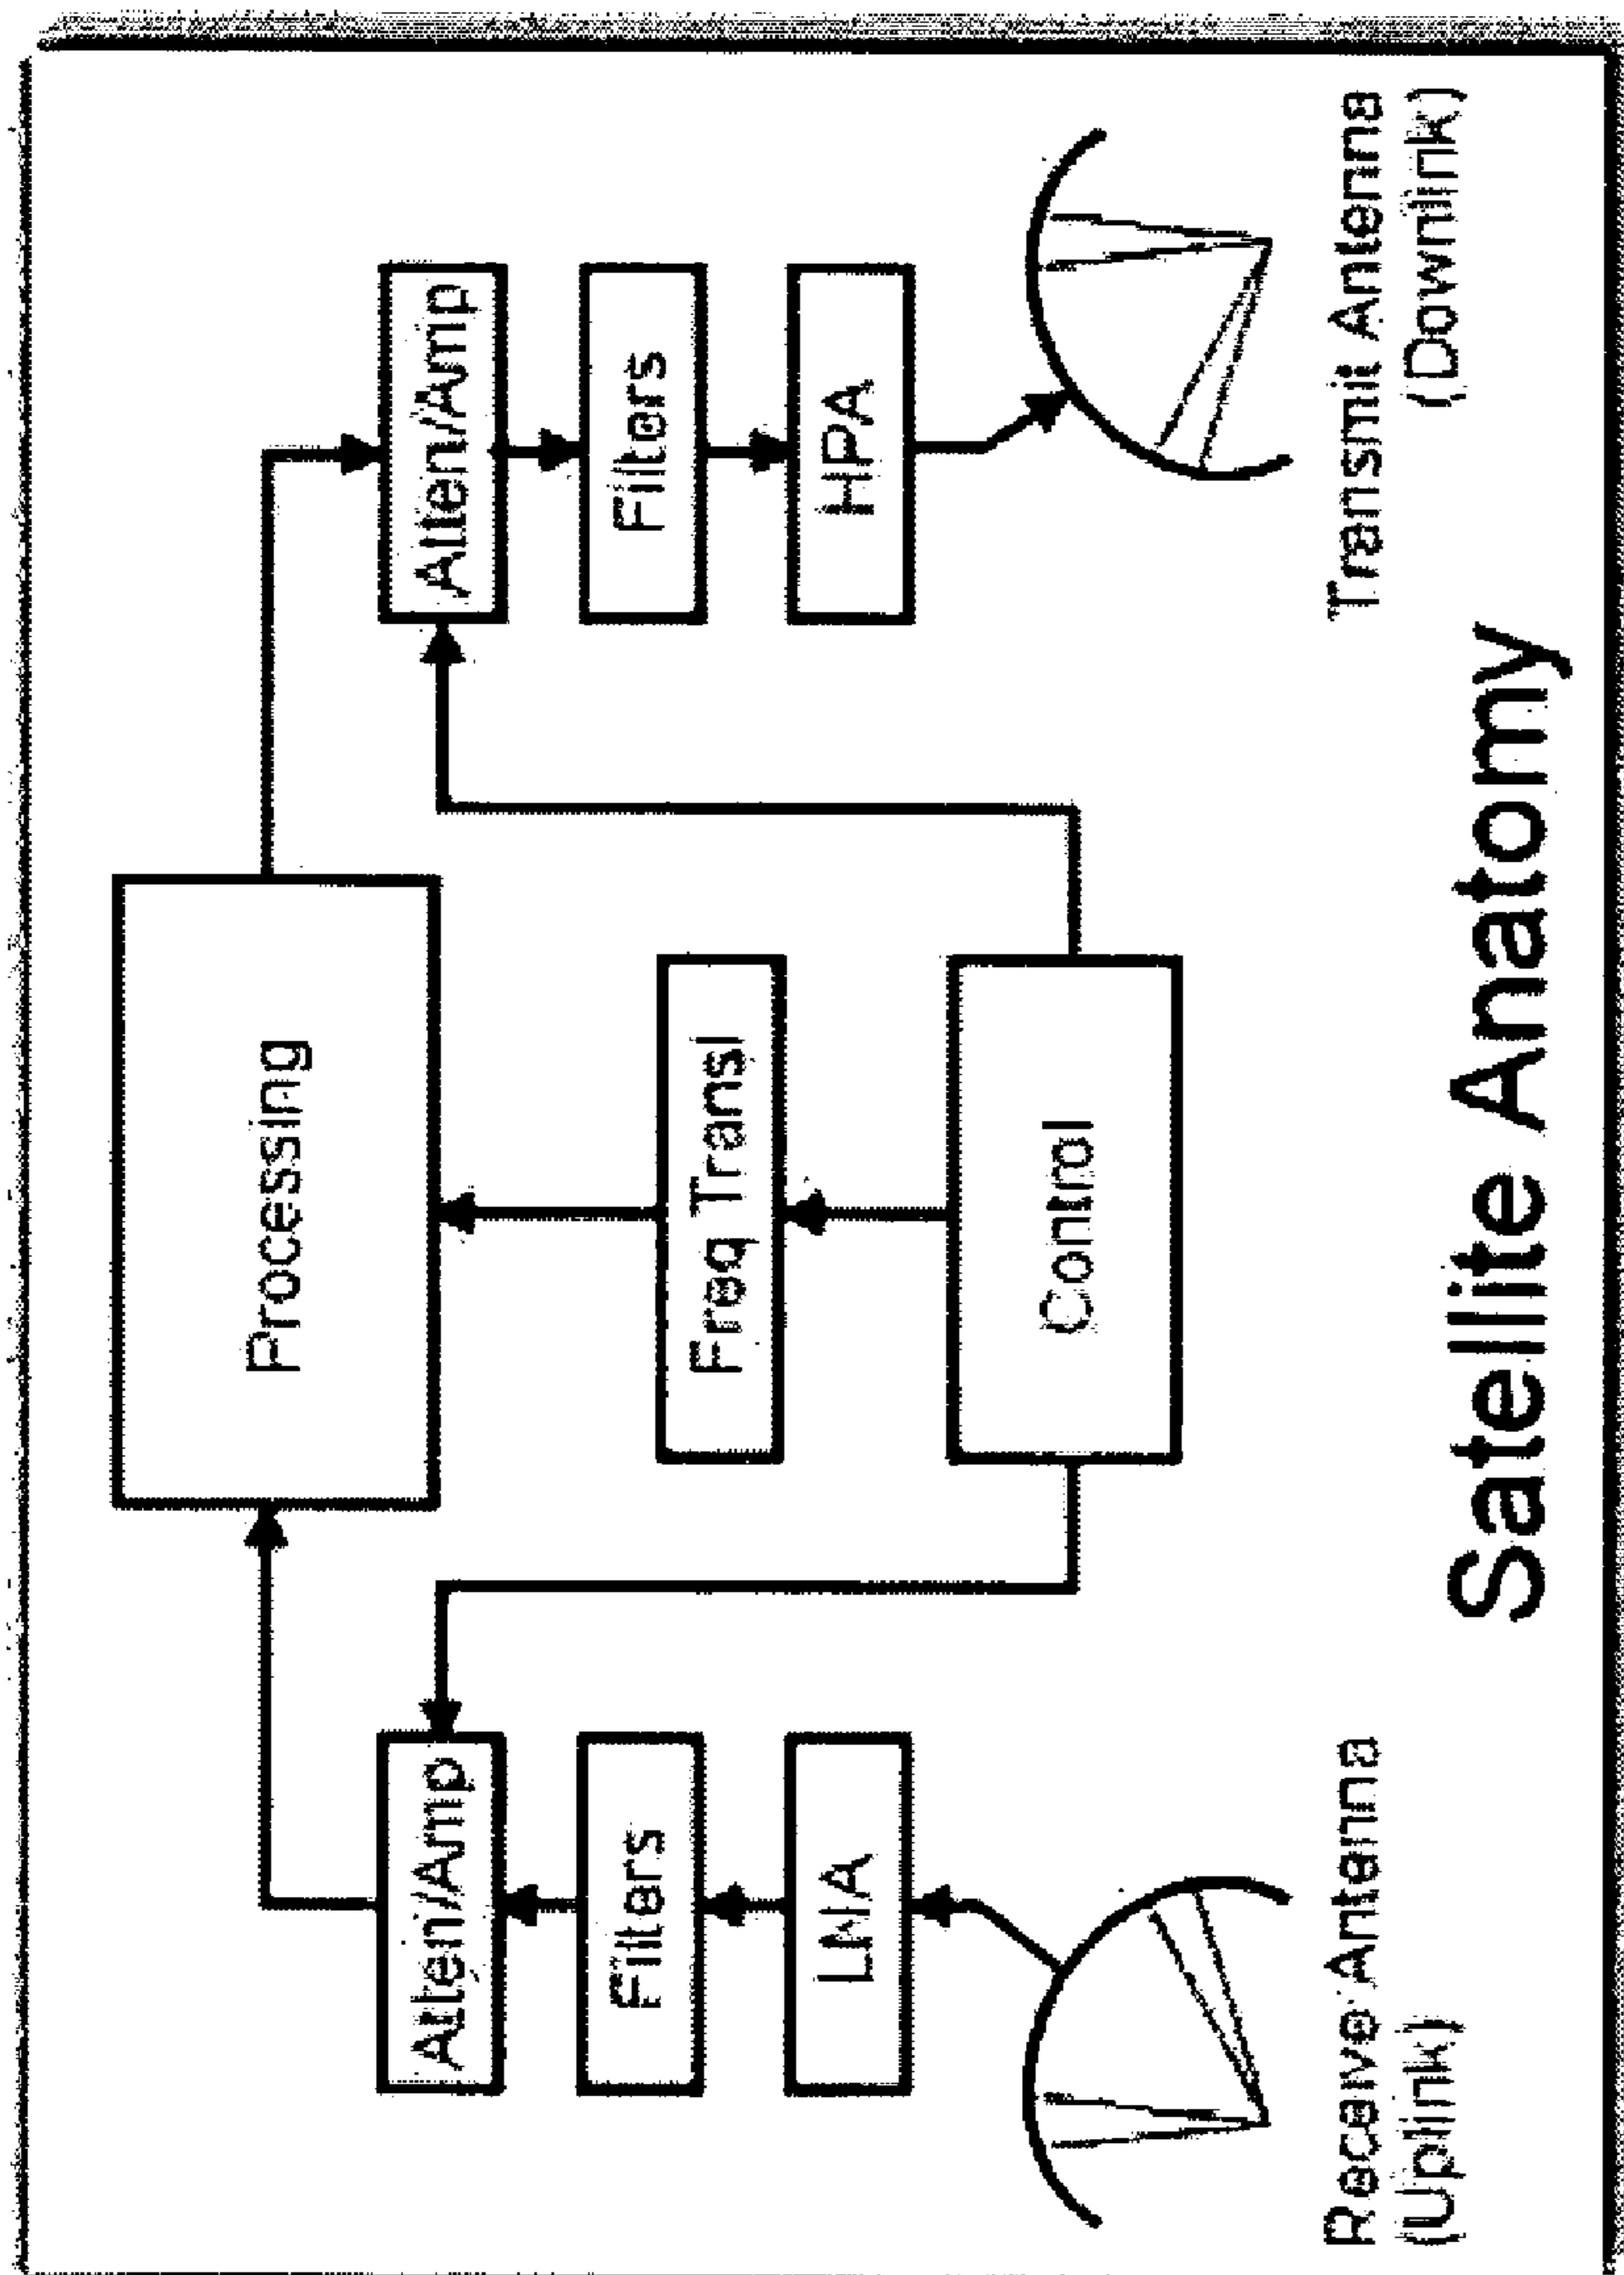 Processing
Atten/Amp
Atten/Amp
Filters
Filters
Freq Transl
LNA
HPA
Control
Receive Antenna
(Uplink)
Transmit Antenna
(Downlink)
Satellite Anatomy